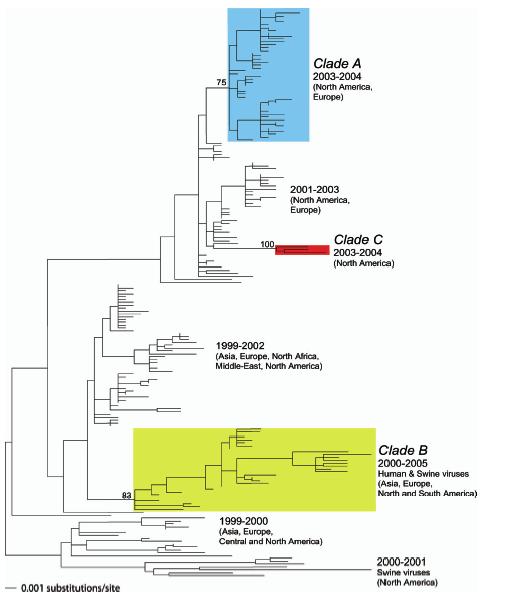 75
Clade A
2003-2004
(North America,
Europe)
2001-2003
(North America,
Europe)
100
Clade C
2003-2004
(North America)
1999-2002
(Asia, Europe, North Africa,
Middle-East, North America)
Clade B
2000-2005
Human & Swine viruses
(Asia, Europe,
North and South America)
83
1999-2000
(Asia, Europe,
Central and North America)
2000-2001
Swine viruses
(North America)
0.001 substitutions/site